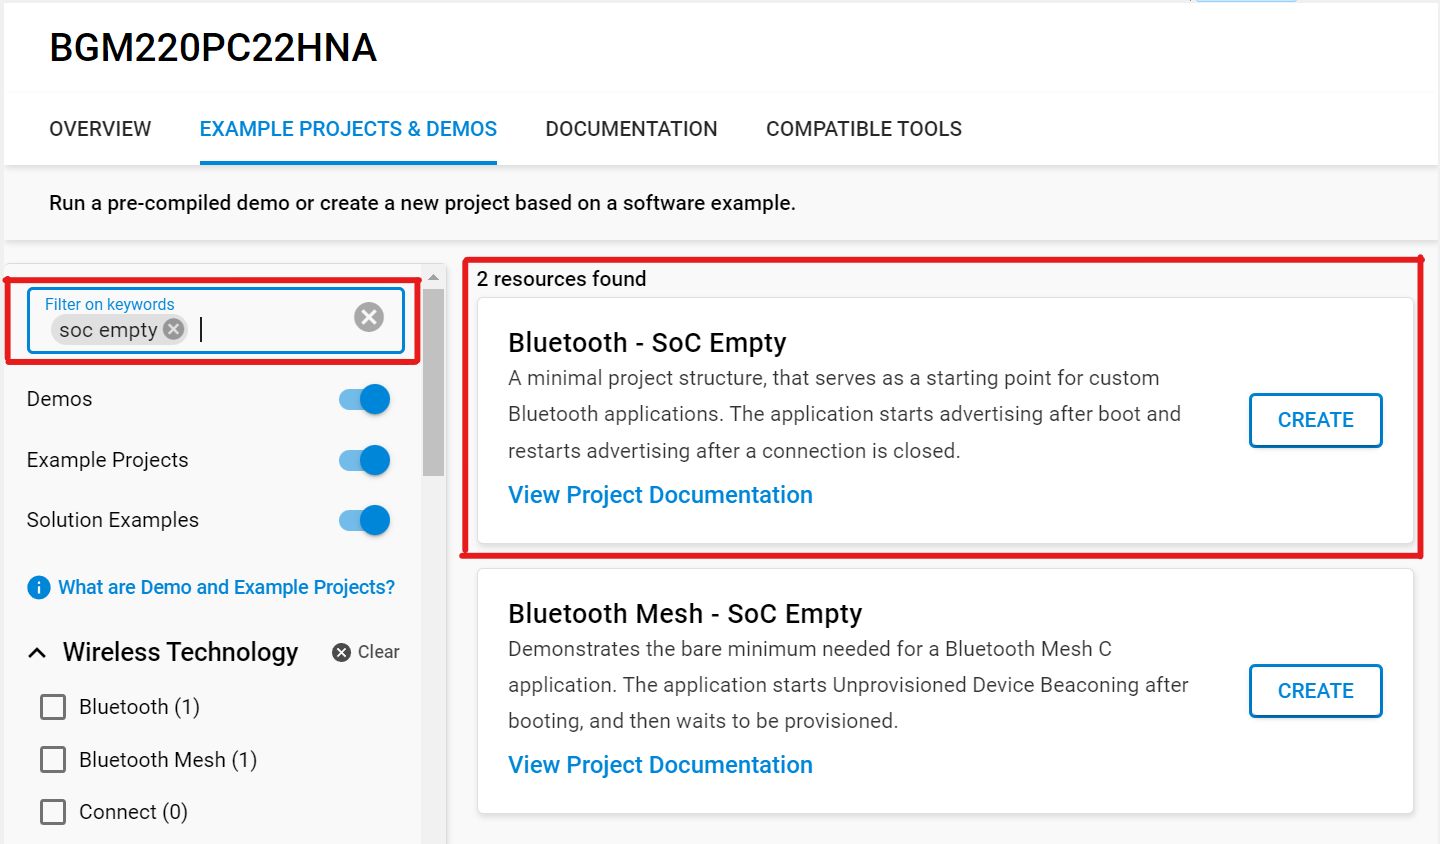 BGM220PC22HNA
OVERVIEW EXAMPLE PROJECTS & DEMOS DOCUMENTATION COMPATIBLE TOOLS
Run a pre-compiled demo or create a new project based on a software example.
Filter on keywords
soc empty
Demos
Example Projects
Solution Examples
What are Demo and Example Projects?
Wireless Technology Clear
Bluetooth (1)
Bluetooth Mesh (1)
Connect (0)
2 resources found
Bluetooth - SoC Empty
A minimal project structure, that serves as a starting point for custom
Bluetooth applications. The application starts advertising after boot and
restarts advertising after a connection is closed.
View Project Documentation
CREATE
Bluetooth Mesh - SoC Empty
Demonstrates the bare minimum needed for a Bluetooth Mesh C
application. The application starts Unprovisioned Device Beaconing after
booting, and then waits to be provisioned.
View Project Documentation
CREATE